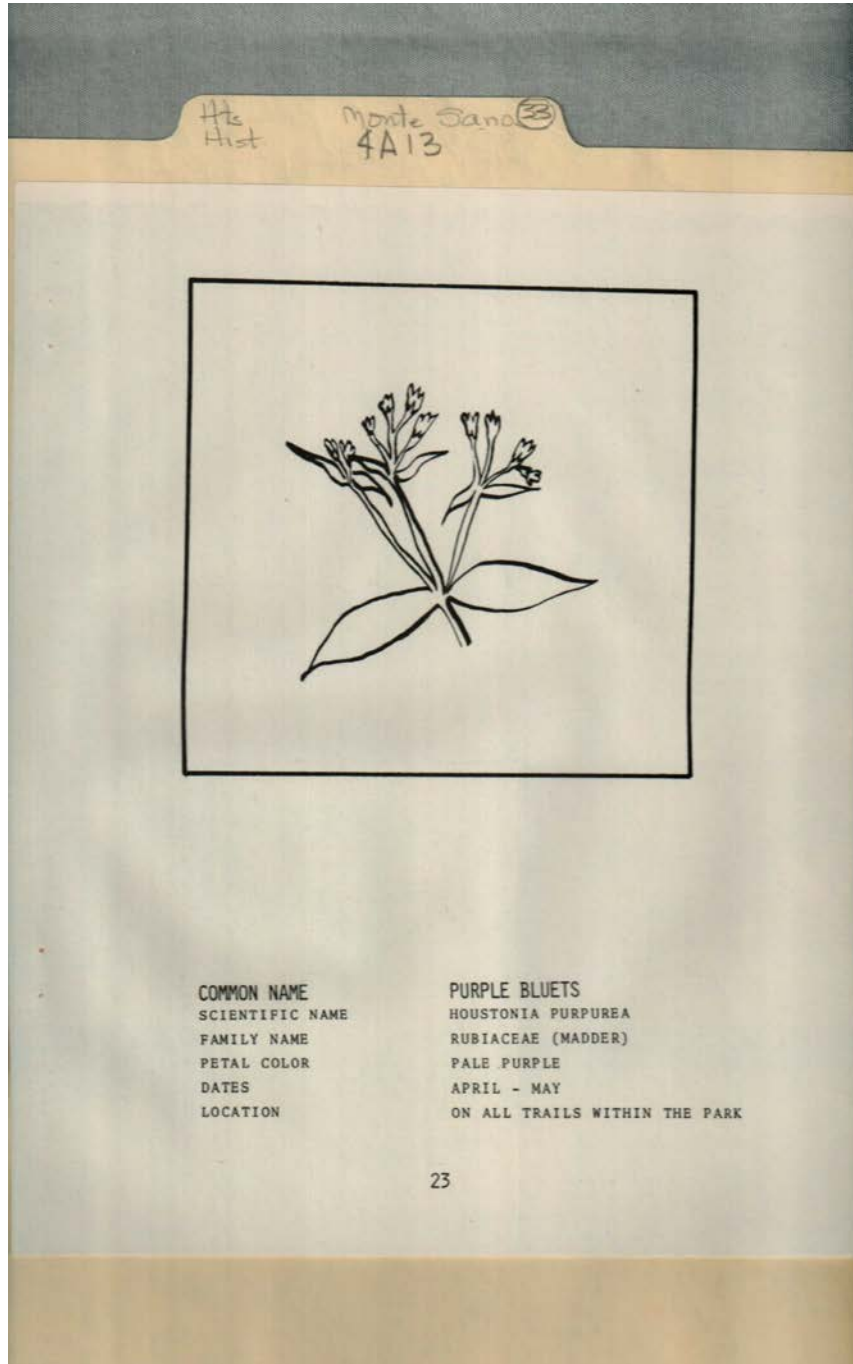 Hts Monte Sano 33
Hist 4A13
COMMON NAME PURPLE BLUETS
SCIENTIFIC NAME HOUSTONIA PURPUREA
FAMILY NAME RUBIACEAE (MADDER)
PETAL COLOR PALE PURPLE
DATES APRIL - MAY
LOCATION ON ALL TRAILS WITHIN THE PARK
23